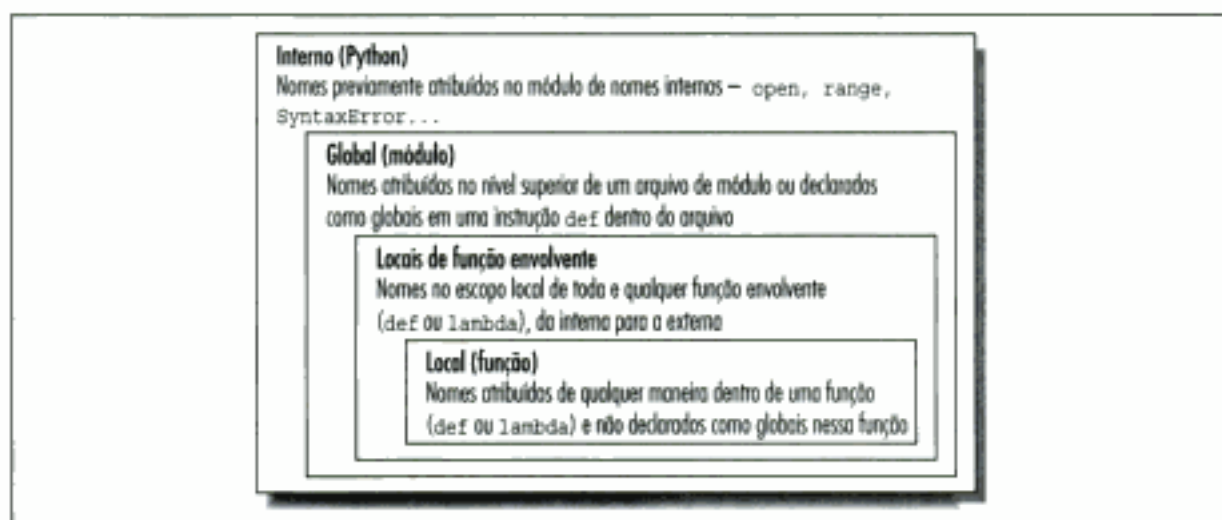 Interno (Python)
Nomes previamente atribuídos no módulo de nomes internos — open, range,
SyntaxError...
Global (módulo)
Nomes atribuídos no nível superior de um arquivo de módulo ou declarados
como globais em uma instrução def dentro do arquivo
Locais de função envolvente
Nomes no escopo local de toda e qualquer função envolvente
(def ou lambda), da interna para a externa
Local (função)
Nomes atribuídos de qualquer maneira dentro de uma função
(def ou lambda) e não declarados como globais nessa função